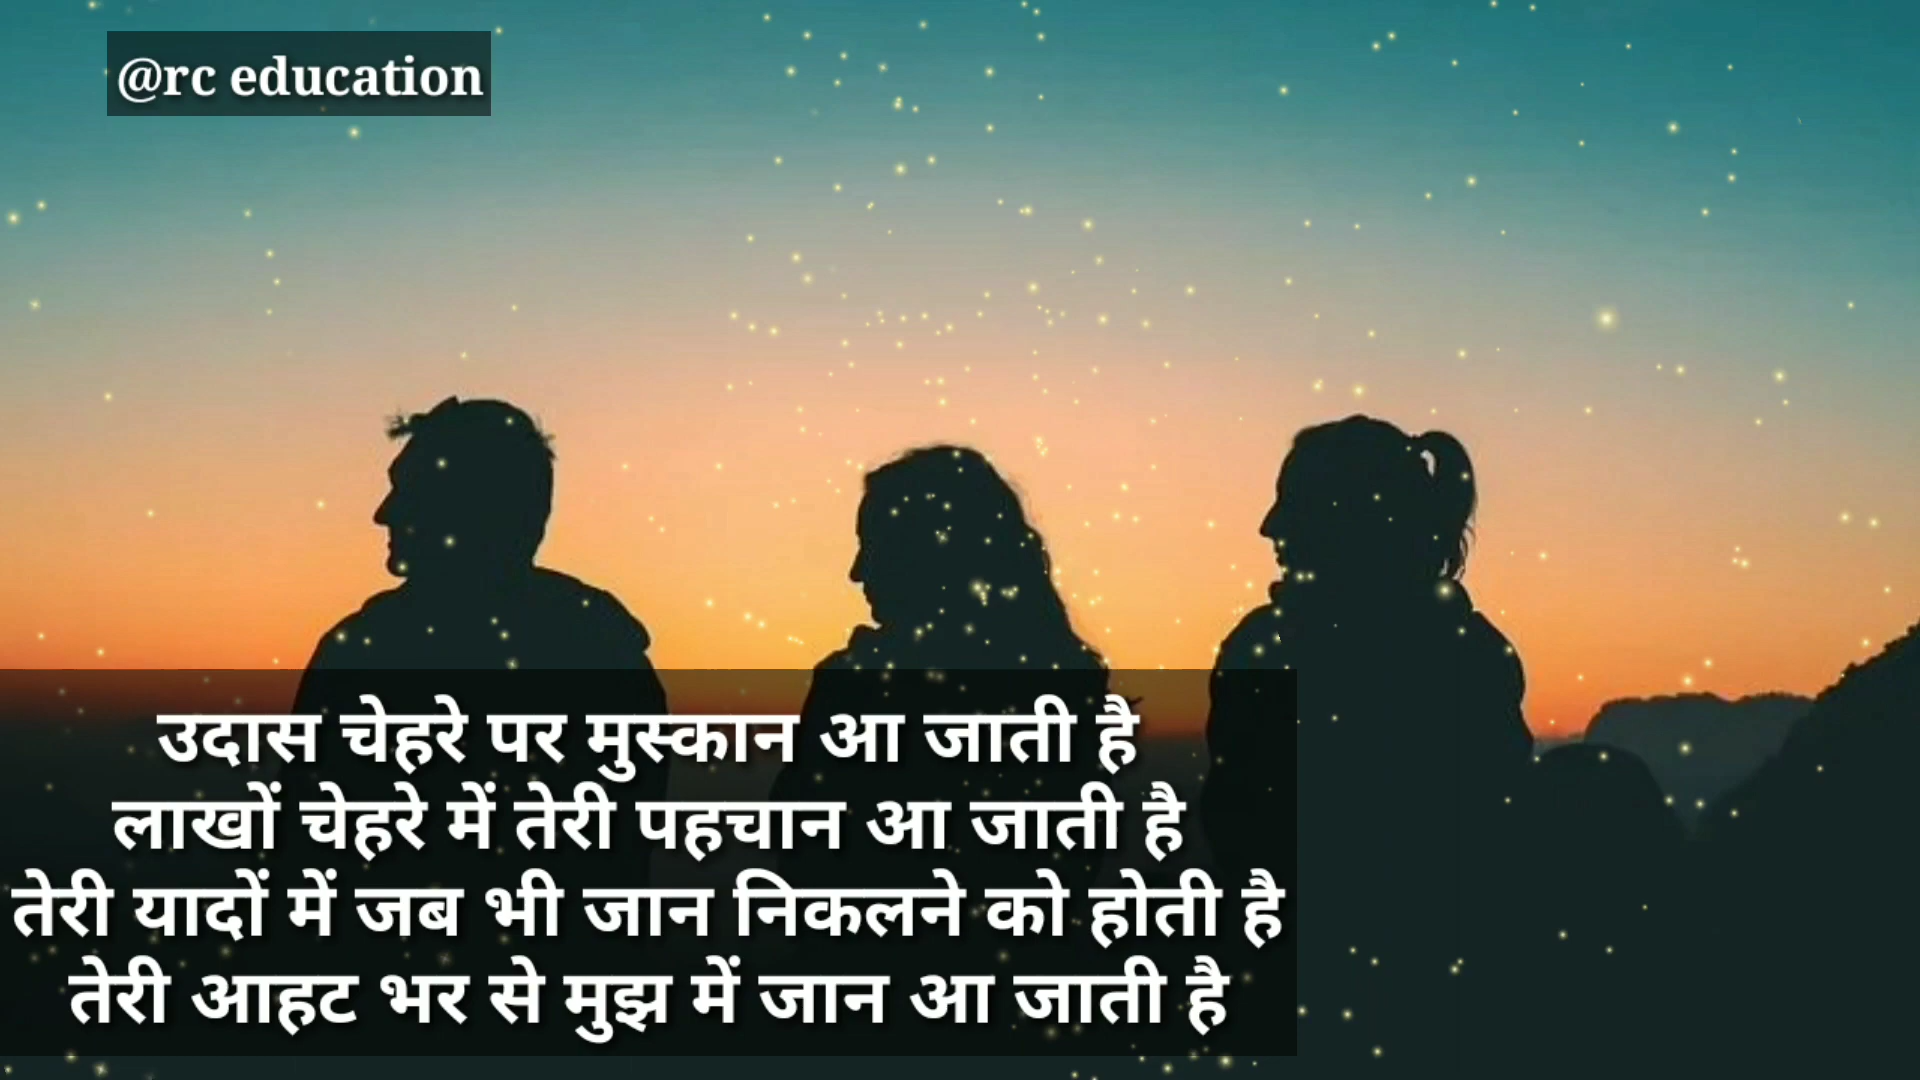 @rc education
उदास चेहरे पर मुस्कान आ जाती है
लाखों चेहरे में तेरी पहचान आ जाती है
तेरी यादों में जब भी जान निकलने को होती है
तेरी आहट भर से मुझ में जान आ जाती है